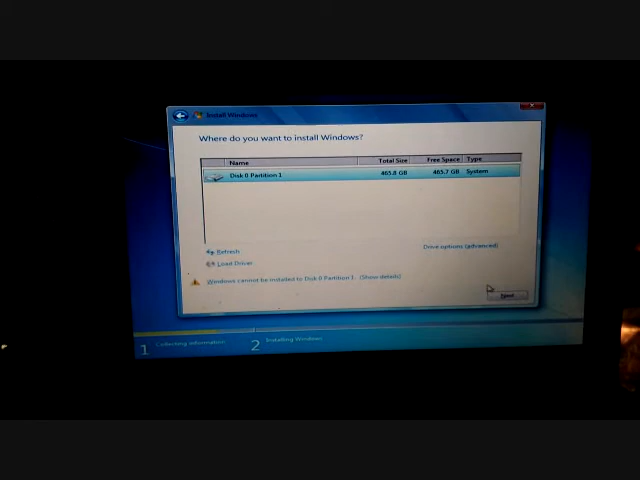 Install Windows
Where do you want to install Windows?
Name Total Size Free Space Type
Disk 0 Partition 1 465.8 GB 465.7 GB System
Refresh
Drive options (advanced)
Load Driver
Windows cannot be installed to Disk 0 Partition 1. (Show details)
Next
1 Collecting information 2 Installing Windows